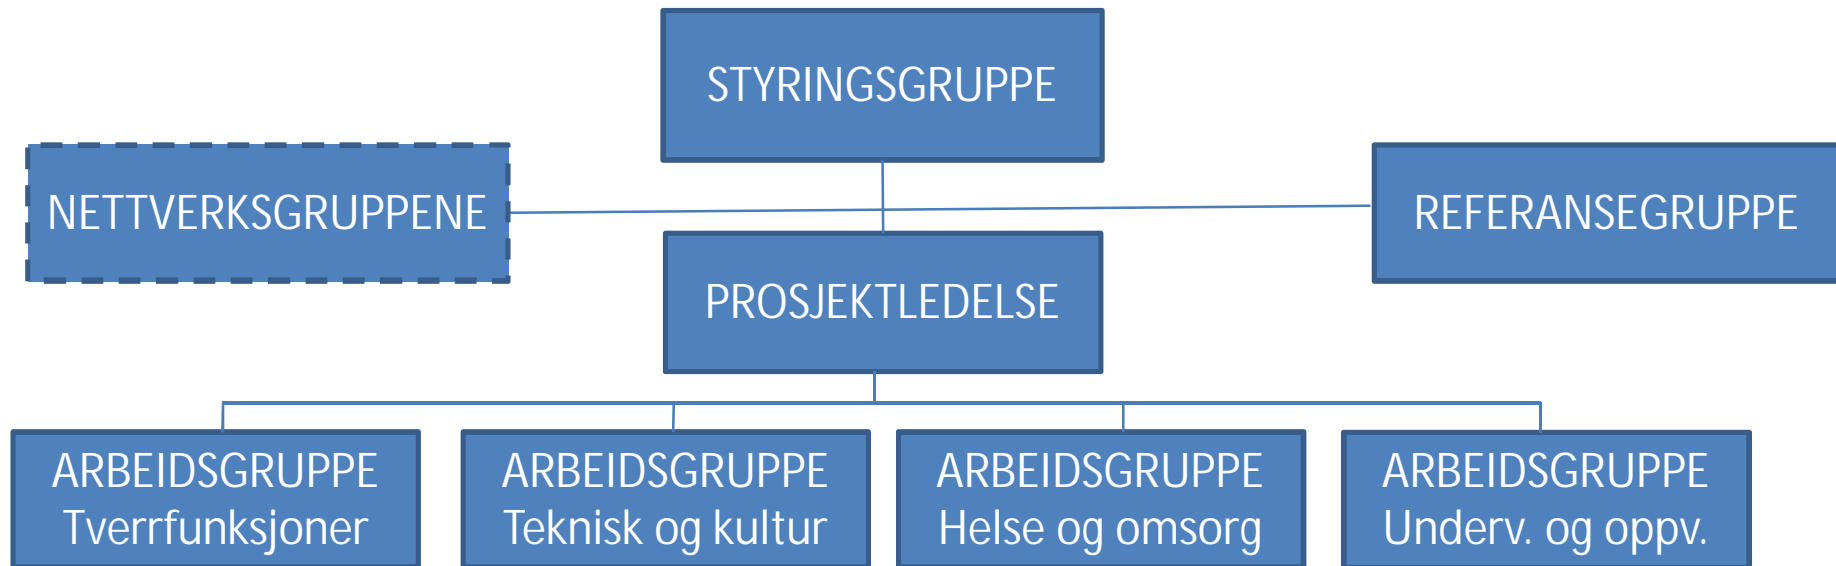 STYRINGSGRUPPE
NETTVERKSGRUPPENE
REFERANSEGRUPPE
PROSJEKTLEDELSE
ARBEIDSGRUPPE
Tverrfunksjoner
ARBEIDSGRUPPE
Teknisk og kultur
ARBEIDSGRUPPE
Helse og omsorg
ARBEIDSGRUPPE
Underv. og oppv.